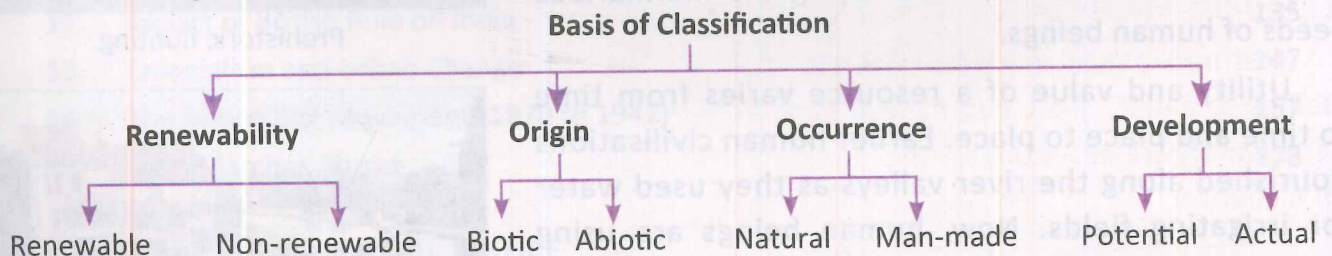 Basis of Classification
Renewability Origin Occurrence Development
Renewable Non-renewable Biotic Abiotic Natural Man-made Potential Actual